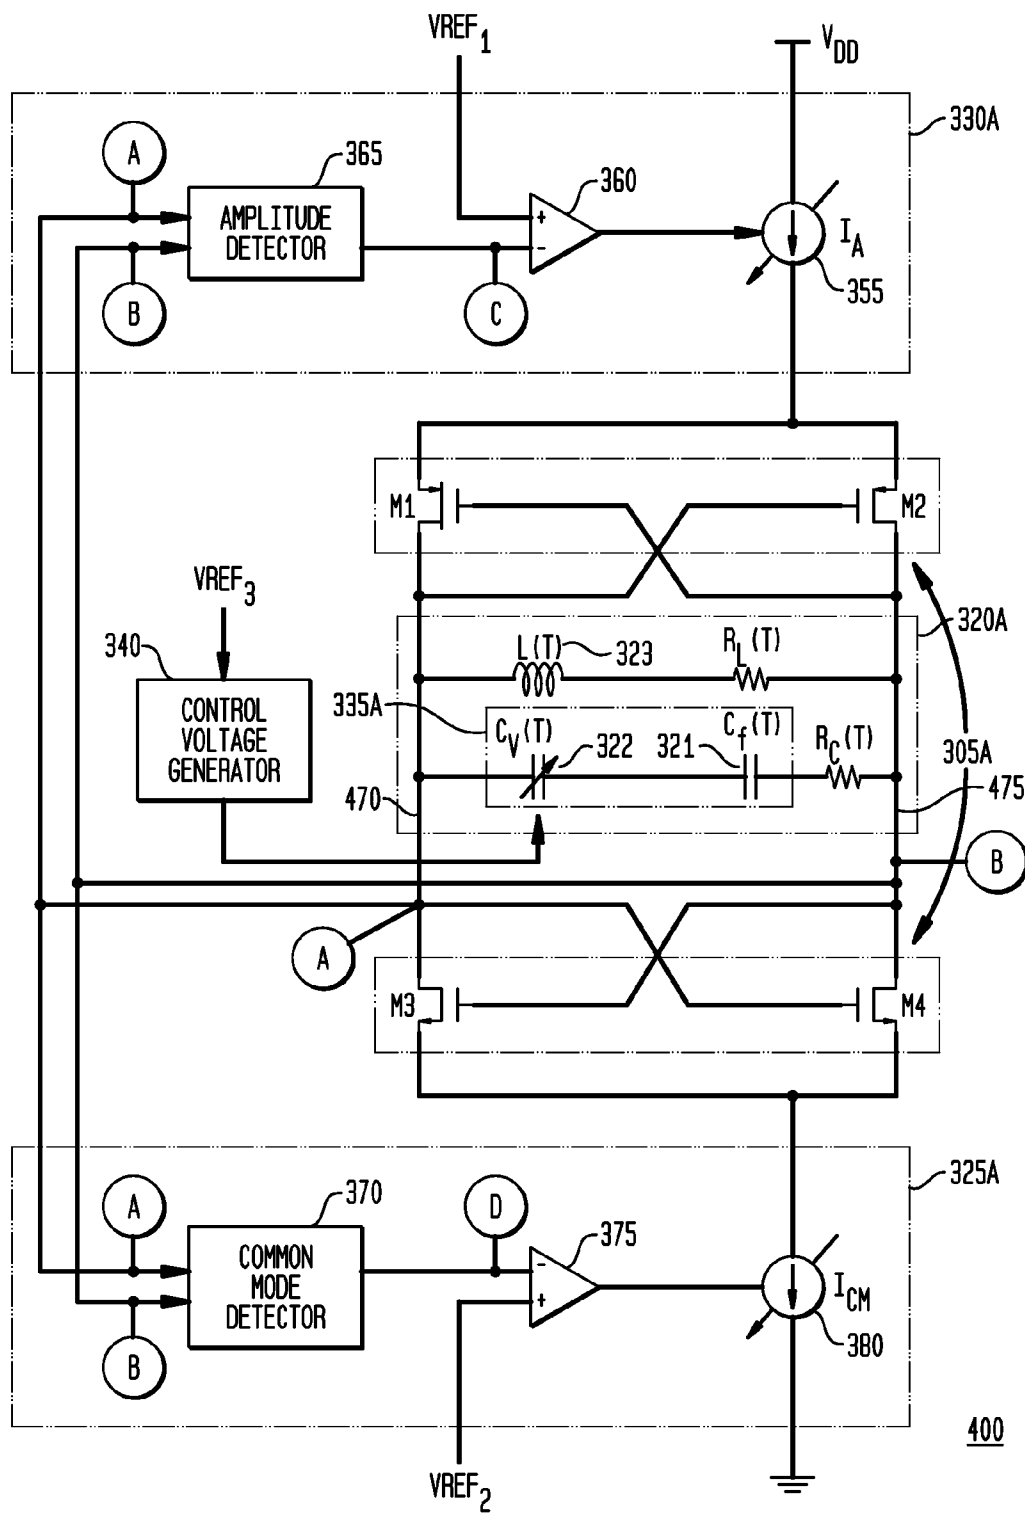 VREF1
VDD
330A
A
365
AMPLITUDE
DETECTOR
360
+
-
IA
355
B
C
M1
M2
VREF3
340
CONTROL
VOLTAGE
GENERATOR
320A
L(T)
323
RL(T)
335A
CV(T)
322
321
Cf(T)
RC(T)
305A
470
475
B
A
M3
M4
325A
A
370
D
COMMON
MODE
DETECTOR
375
-
+
ICM
380
B
400
VREF2